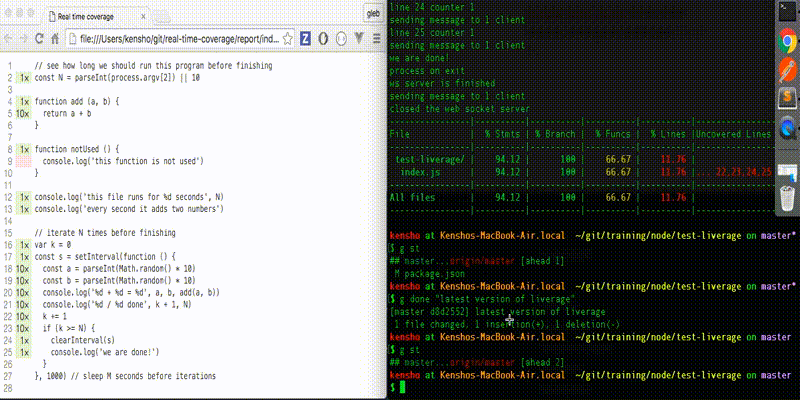 Real time coverage
gleb
file:///Users/kensho/git/real-time-coverage/report/ind...
1 // see how long we should run this program before finishing
2 1x const N = parseInt(process.argv[2]) || 10
3
4 1x function add (a, b) {
5 10x return a + b
6 }
7
8 1x function notUsed () {
9 console.log('this function is not used')
10 }
11
12 1x console.log('this file runs for %d seconds', N)
13 1x console.log('every second it adds two numbers')
14
15 // iterate N times before finishing
16 1x var k = 0
17 1x const s = setInterval(function () {
18 10x const a = parseInt(Math.random() * 10)
19 10x const b = parseInt(Math.random() * 10)
20 10x console.log('%d + %d = %d', a, b, add(a, b))
21 10x console.log('%d / %d done', k + 1, N)
22 10x k += 1
23 10x if (k >= N) {
24 1x clearInterval(s)
25 1x console.log('we are done!')
26 }
27 }, 1000) // sleep M seconds before iterations
28
line 24 counter 1
sending message to 1 client
line 25 counter 1
sending message to 1 client
we are done!
process on exit
ws server is finished
sending message to 1 client
closed the web socket server
File | % Stmts | % Branch | % Funcs | % Lines |Uncovered Lines
test-liverage/ | 94.12 | 100 | 66.67 | 11.76 |
index.js | 94.12 | 100 | 66.67 | 11.76 |... 22,23,24,25
All files | 94.12 | 100 | 66.67 | 11.76 |
kensho at Kenshos-MacBook-Air.local ~/git/training/node/test-liverage on master*
$ g st
## master...origin/master [ahead 1]
M package.json
kensho at Kenshos-MacBook-Air.local ~/git/training/node/test-liverage on master*
$ g done "latest version of liverage"
[master d8d2552] latest version of liverage
1 file changed, 1 insertion(+), 1 deletion(-)
kensho at Kenshos-MacBook-Air.local ~/git/training/node/test-liverage on master
$ g st
## master...origin/master [ahead 2]
kensho at Kenshos-MacBook-Air.local ~/git/training/node/test-liverage on master
$